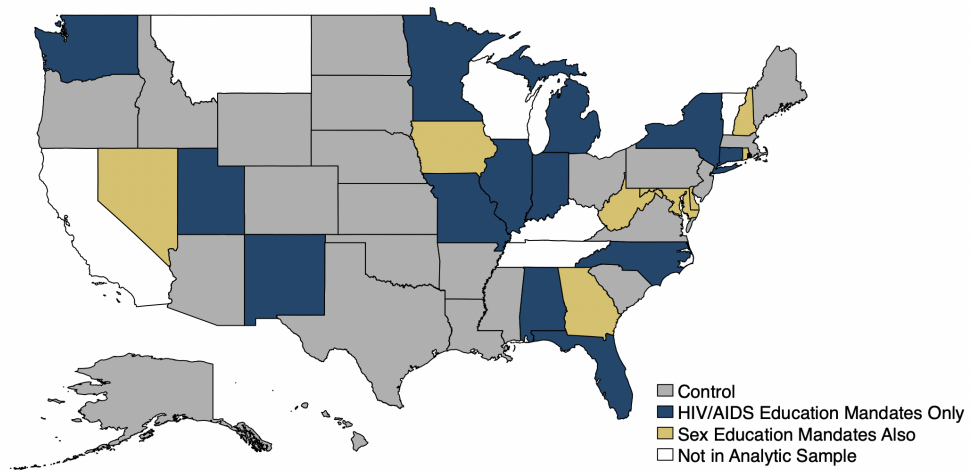 Control
HIV/AIDS Education Mandates Only
Sex Education Mandates Also
Not in Analytic Sample